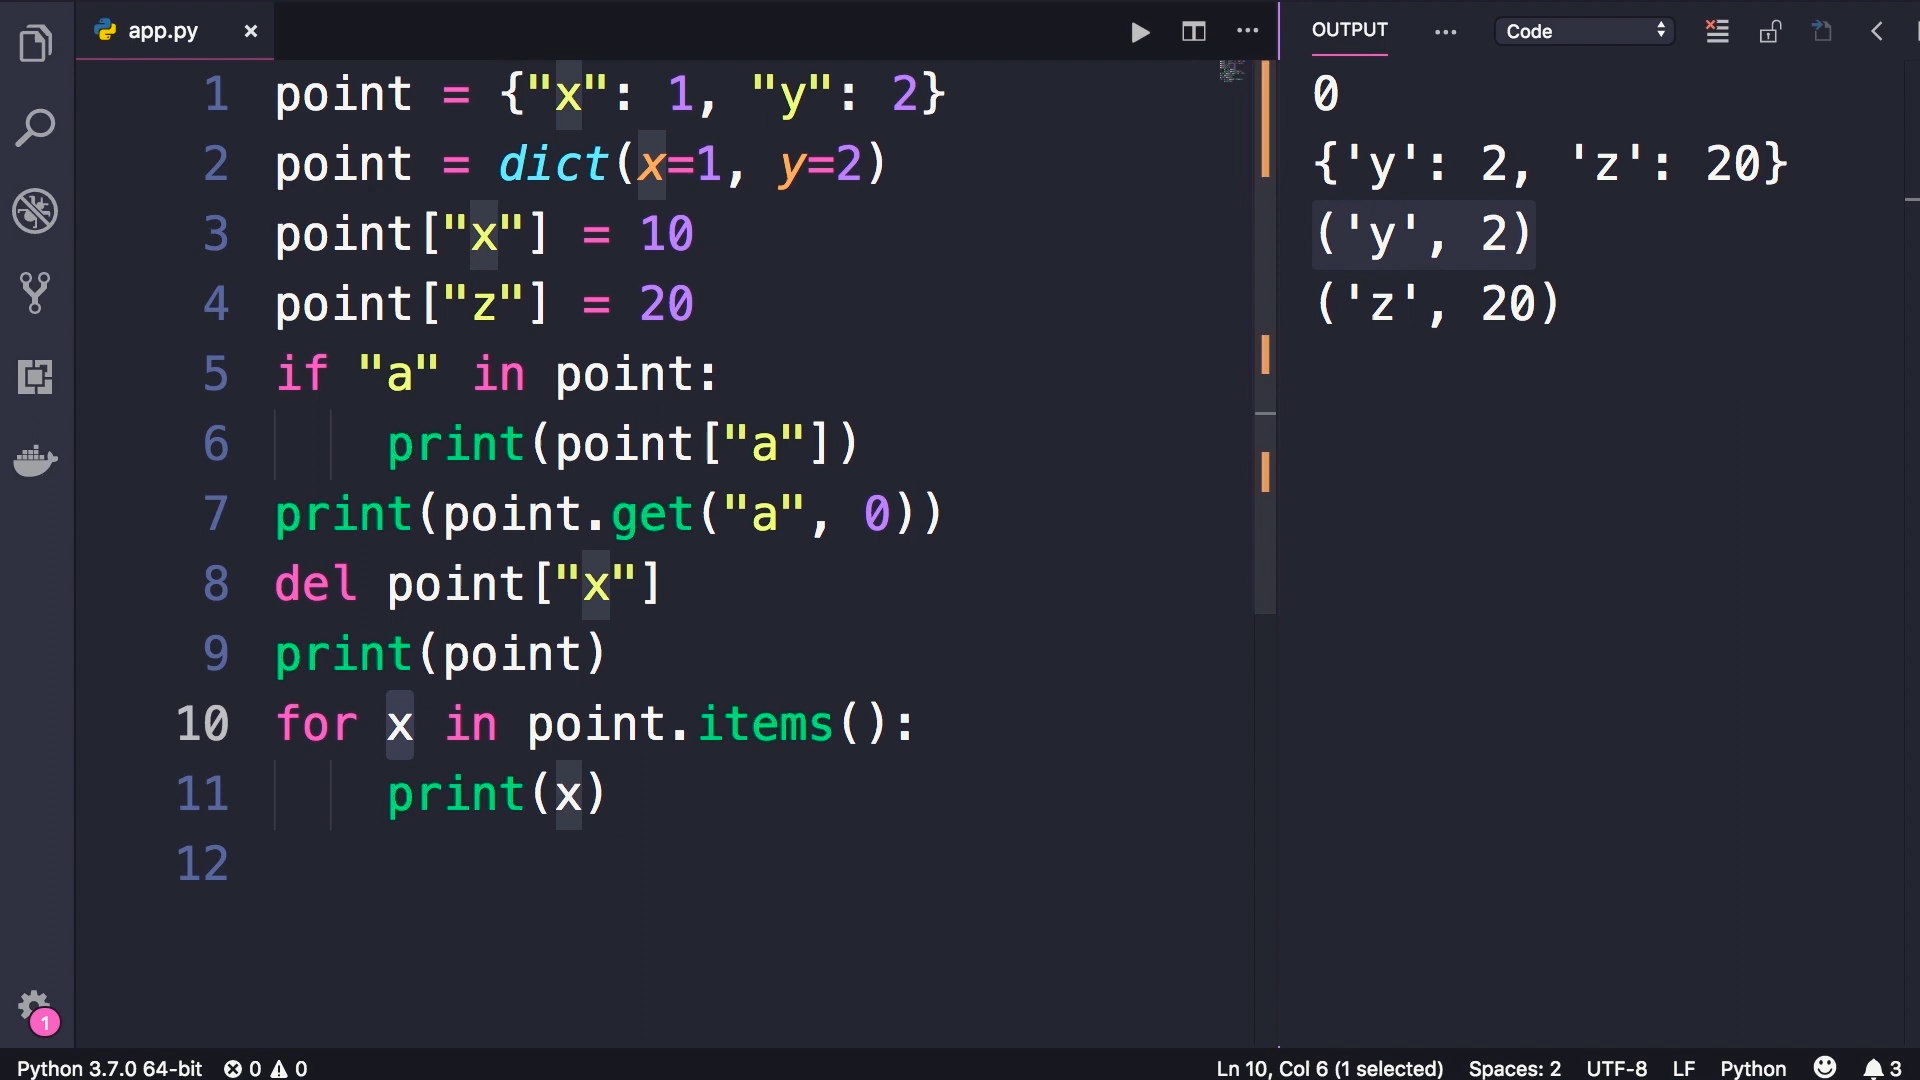 app.py
OUTPUT
Code
1 point = {"x": 1, "y": 2}
2 point = dict(x=1, y=2)
3 point["x"] = 10
4 point["z"] = 20
5 if "a" in point:
6 print(point["a"])
7 print(point.get("a", 0))
8 del point["x"]
9 print(point)
10 for x in point.items():
11 print(x)
12
0
{'y': 2, 'z': 20}
('y', 2)
('z', 20)
1
Python 3.7.0 64-bit 0 0
Ln 10, Col 6 (1 selected) Spaces: 2 UTF-8 LF Python 3